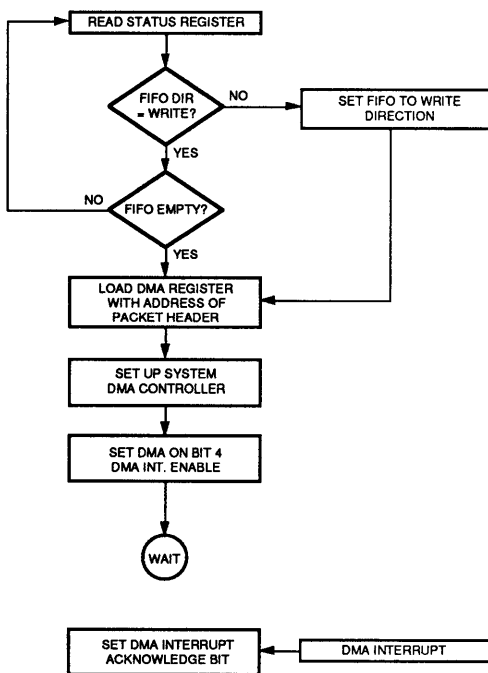 READ STATUS REGISTER
FIFO DIR
= WRITE?
NO
SET FIFO TO WRITE
DIRECTION
YES
NO
FIFO EMPTY?
YES
LOAD DMA REGISTER
WITH ADDRESS OF
PACKET HEADER
SET UP SYSTEM
DMA CONTROLLER
SET DMA ON BIT 4
DMA INT. ENABLE
WAIT
SET DMA INTERRUPT
ACKNOWLEDGE BIT
DMA INTERRUPT